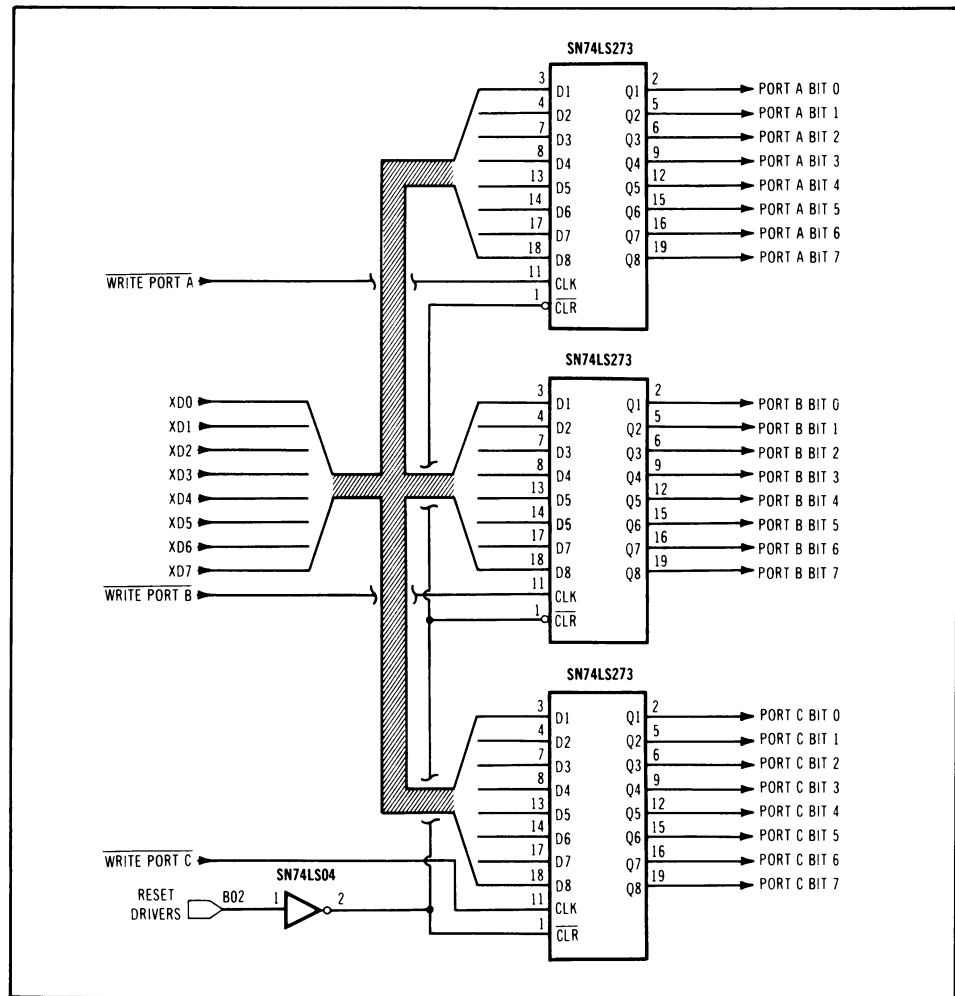 SN74LS273
3 D1 Q1 2 PORT A BIT 0
4 D2 Q2 5 PORT A BIT 1
7 D3 Q3 6 PORT A BIT 2
8 D4 Q4 9 PORT A BIT 3
13 D5 Q5 12 PORT A BIT 4
14 D6 Q6 15 PORT A BIT 5
17 D7 Q7 16 PORT A BIT 6
18 D8 Q8 19 PORT A BIT 7
WRITE PORT A 11 CLK
1 CLR
SN74LS273
XD0 3 D1 Q1 2 PORT B BIT 0
XD1 4 D2 Q2 5 PORT B BIT 1
XD2 7 D3 Q3 6 PORT B BIT 2
XD3 8 D4 Q4 9 PORT B BIT 3
XD4 13 D5 Q5 12 PORT B BIT 4
XD5 14 D5 Q6 15 PORT B BIT 5
XD6 17 D7 Q7 16 PORT B BIT 6
XD7 18 D8 Q8 19 PORT B BIT 7
WRITE PORT B 11 CLK
1 CLR
SN74LS273
3 D1 Q1 2 PORT C BIT 0
4 D2 Q2 5 PORT C BIT 1
7 D3 Q3 6 PORT C BIT 2
8 D4 Q4 9 PORT C BIT 3
13 D5 Q5 12 PORT C BIT 4
14 D6 Q6 15 PORT C BIT 5
WRITE PORT C 17 D7 Q7 16 PORT C BIT 6
SN74LS04 18 D8 Q8 19 PORT C BIT 7
RESET DRIVERS B02 1 2 11 CLK
1 CLR